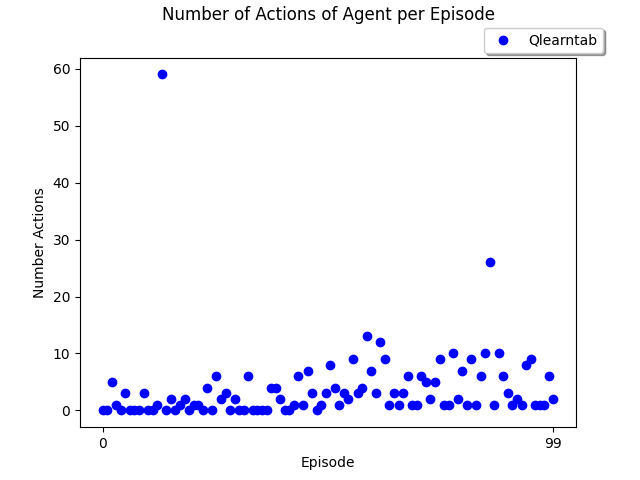 Number of Actions of Agent per Episode
Qlearntab
60
50
40
30
20
10
0
Number Actions
0 99
Episode